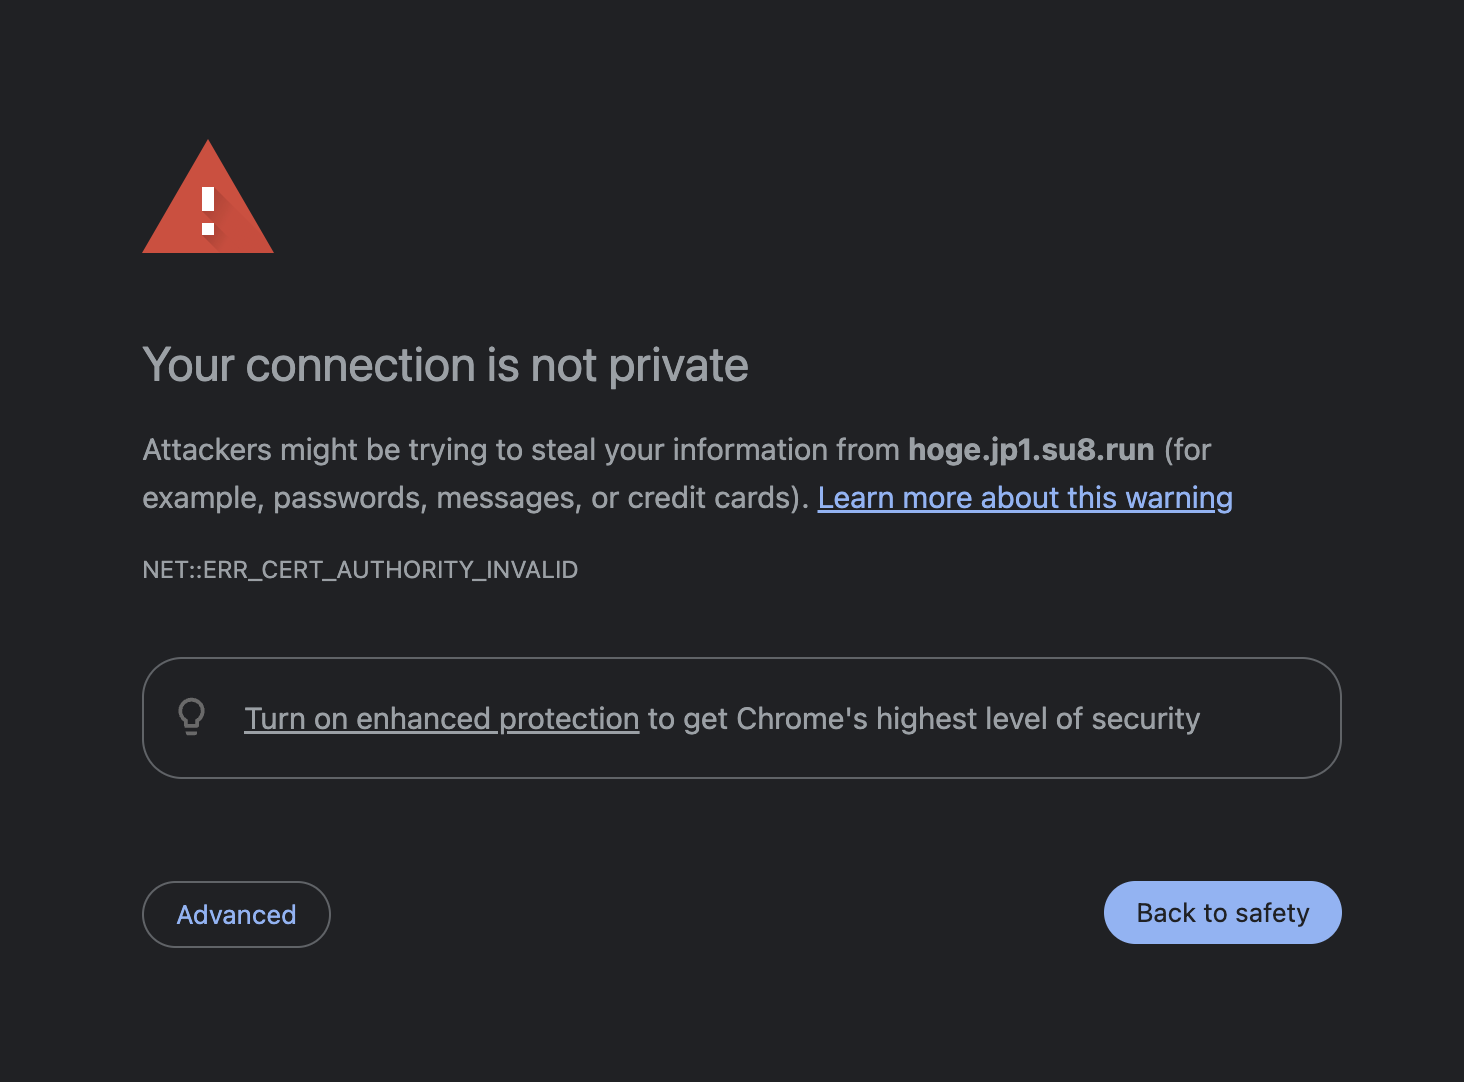 Your connection is not private
Attackers might be trying to steal your information from hoge.jp1.su8.run (for
example, passwords, messages, or credit cards). Learn more about this warning
NET::ERR_CERT_AUTHORITY_INVALID
Turn on enhanced protection to get Chrome's highest level of security
Advanced
Back to safety